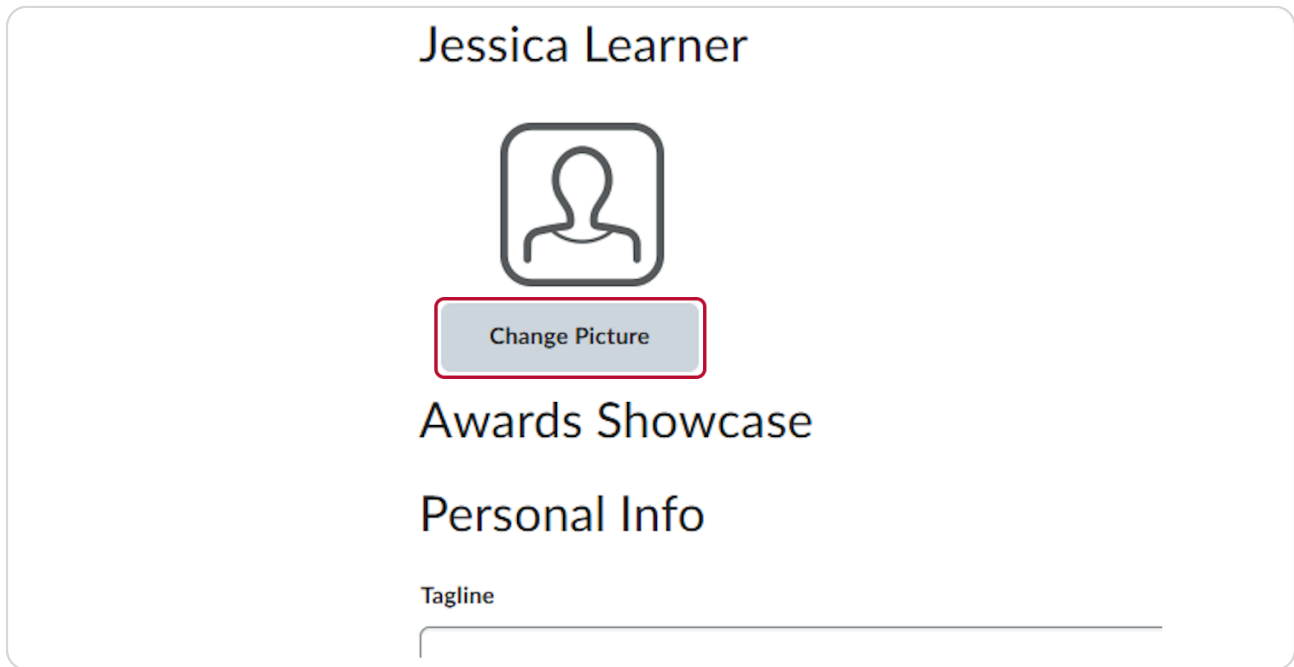 Jessica Learner
Change Picture
Awards Showcase
Personal Info
Tagline